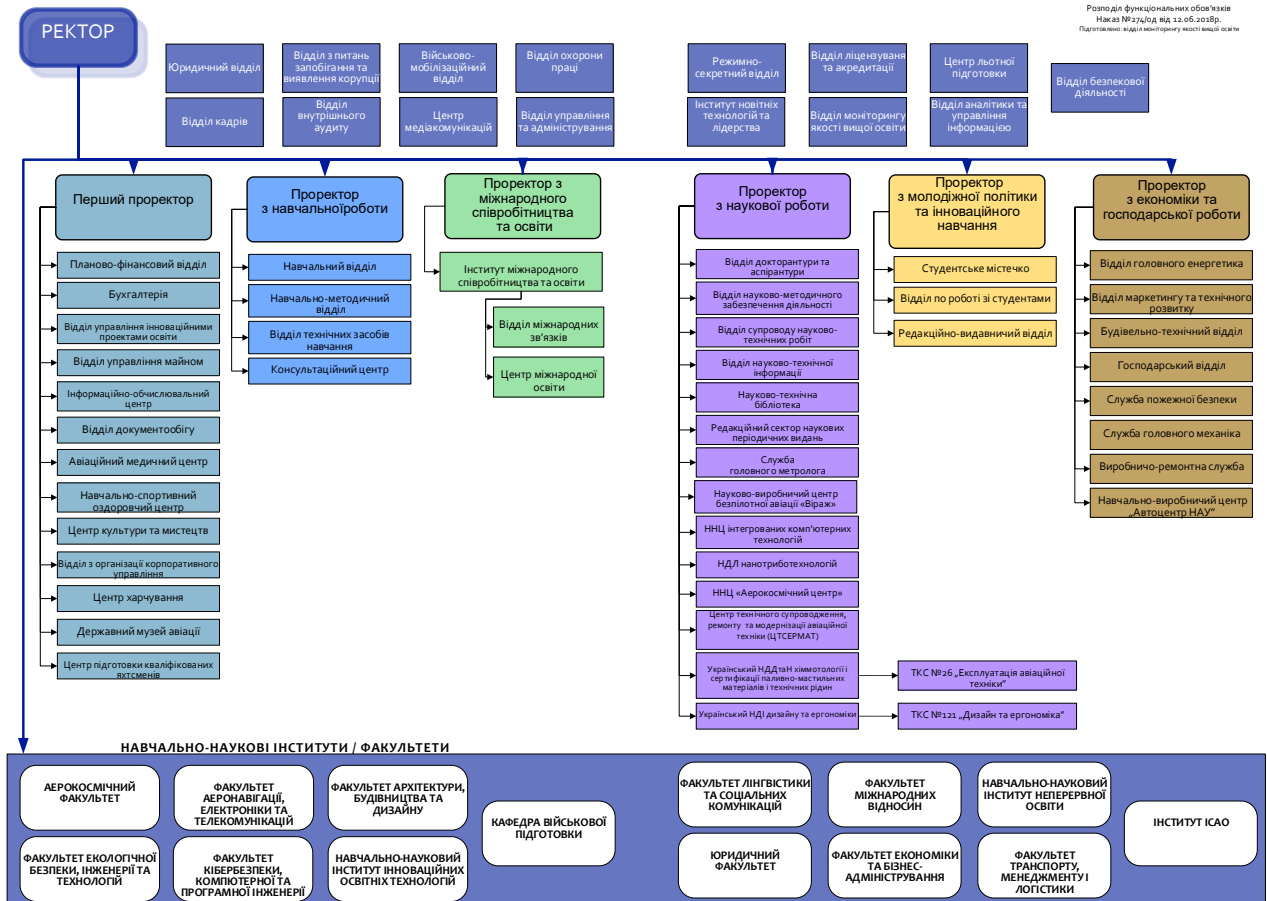 Розподіл функціональних обов'язків
Наказ №274/од від 12.06.2018р.
Підготовлено: відділ моніторингу якості вищої освіти
РЕКТОР
Юридичний відділ
Відділ з питань
запобігання та
виявлення корупції
Військово-
мобілізаційний
відділ
Відділ охорони
праці
Режимно-
секретний відділ
Відділ ліцензуваня
та акредитації
Центр льотної
підготовки
Відділ безпекової
діяльності
Відділ кадрів
Відділ
внутрішнього
аудиту
Центр
медіакомунікацій
Відділ управління
та адміністрування
Інститут новітніх
технологій та
лідерства
Відділ моніторингу
якості вищої освіти
Відділ аналітики та
управління
інформацією
Перший проректор
Планово-фінансовий відділ
Бухгалтерія
Відділ управління інноваційними
проектами освіти
Відділ управління майном
Інформаційно-обчислювальний
центр
Відділ документообігу
Авіаційний медичний центр
Навчально-спортивний
оздоровчий центр
Центр культури та мистецтв
Відділ з організації корпоративного
управління
Центр харчування
Державний музей авіації
Центр підготовки кваліфікованих
яхтсменів
Проректор
з навчальноїроботи
Навчальний відділ
Навчально-методичний
відділ
Відділ технічних засобів
навчання
Консультаційний центр
Проректор з
міжнародного
співробітництва
та освіти
Інститут міжнародного
співробітництва та освіти
Відділ міжнародних
зв’язків
Центр міжнародної
освіти
Проректор
з наукової роботи
Відділ докторантури та
аспірантури
Відділ науково-методичного
забезпечення діяльності
Відділ супроводу науково-
технічних робіт
Відділ науково-технічної
інформації
Науково-технічна
бібліотека
Редакційний сектор наукових
періодичних видань
Служба
головного метролога
Науково-виробничий центр
безпілотної авіації «Віраж»
ННЦ інтегрованих комп'ютерних
технологій
НДЛ нанотриботехнологій
ННЦ «Аерокосмічний центр»
Центр технічного супроводження,
ремонту та модернізації авіаційної
техніки (ЦТСЕРМАТ)
Український НДДтаН хіммотології і
сертифікації паливно-мастильних
матеріалів і технічних рідин
ТКС №26 „Експлуатація авіаційної
техніки“
Український НДІ дизайну та ергономіки
ТКС №121 „Дизайн та ергономіка“
Проректор
з молодіжної політики
та інноваційного
навчання
Студентське містечко
Відділ по роботі зі студентами
Редакційно-видавничий відділ
Проректор
з економіки та
господарської роботи
Відділ головного енергетика
Відділ маркетингу та технічного
розвитку
Будівельно-технічний відділ
Господарський відділ
Служба пожежної безпеки
Служба головного механіка
Виробничо-ремонтна служба
Навчально-виробничий центр
„Автоцентр НАУ“
НАВЧАЛЬНО-НАУКОВІ ІНСТИТУТИ / ФАКУЛЬТЕТИ
АЕРОКОСМІЧНИЙ
ФАКУЛЬТЕТ
ФАКУЛЬТЕТ
АЕРОНАВІГАЦІЇ,
ЕЛЕКТРОНІКИ ТА
ТЕЛЕКОМУНІКАЦІЙ
ФАКУЛЬТЕТ АРХІТЕКТУРИ,
БУДІВНИЦТВА ТА
ДИЗАЙНУ
КАФЕДРА ВІЙСЬКОВОЇ
ПІДГОТОВКИ
ФАКУЛЬТЕТ ЛІНГВІСТИКИ
ТА СОЦІАЛЬНИХ
КОМУНІКАЦІЙ
ФАКУЛЬТЕТ
МІЖНАРОДНИХ
ВІДНОСИН
НАВЧАЛЬНО-НАУКОВИЙ
ІНСТИТУТ НЕПЕРЕРВНОЇ
ОСВІТИ
ІНСТИТУТ ІСАО
ФАКУЛЬТЕТ ЕКОЛОГІЧНОЇ
БЕЗПЕКИ, ІНЖЕНЕРІЇ ТА
ТЕХНОЛОГІЙ
ФАКУЛЬТЕТ
КІБЕРБЕЗПЕКИ,
КОМПЮТЕРНОЇ ТА
ПРОГРАМНОЇ ІНЖЕНЕРІЇ
НАВЧАЛЬНО-НАУКОВИЙ
ІНСТИТУТ ІННОВАЦІЙНИХ
ОСВІТНІХ ТЕХНОЛОГІЙ
ЮРИДИЧНИЙ
ФАКУЛЬТЕТ
ФАКУЛЬТЕТ ЕКОНОМІКИ
ТА БІЗНЕС-
АДМІНІСТРУВАННЯ
ФАКУЛЬТЕТ
ТРАНСПОРТУ,
МЕНЕДЖМЕНТУ І
ЛОГІСТИКИ